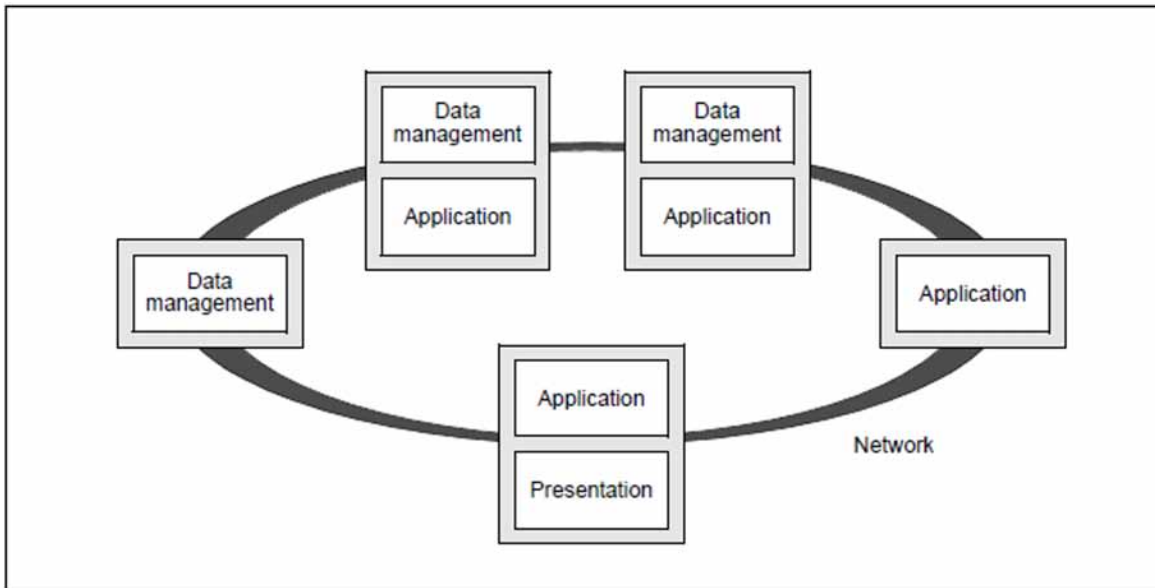 Data
management
Application
Data
management
Application
Data
management
Application
Application
Presentation
Network